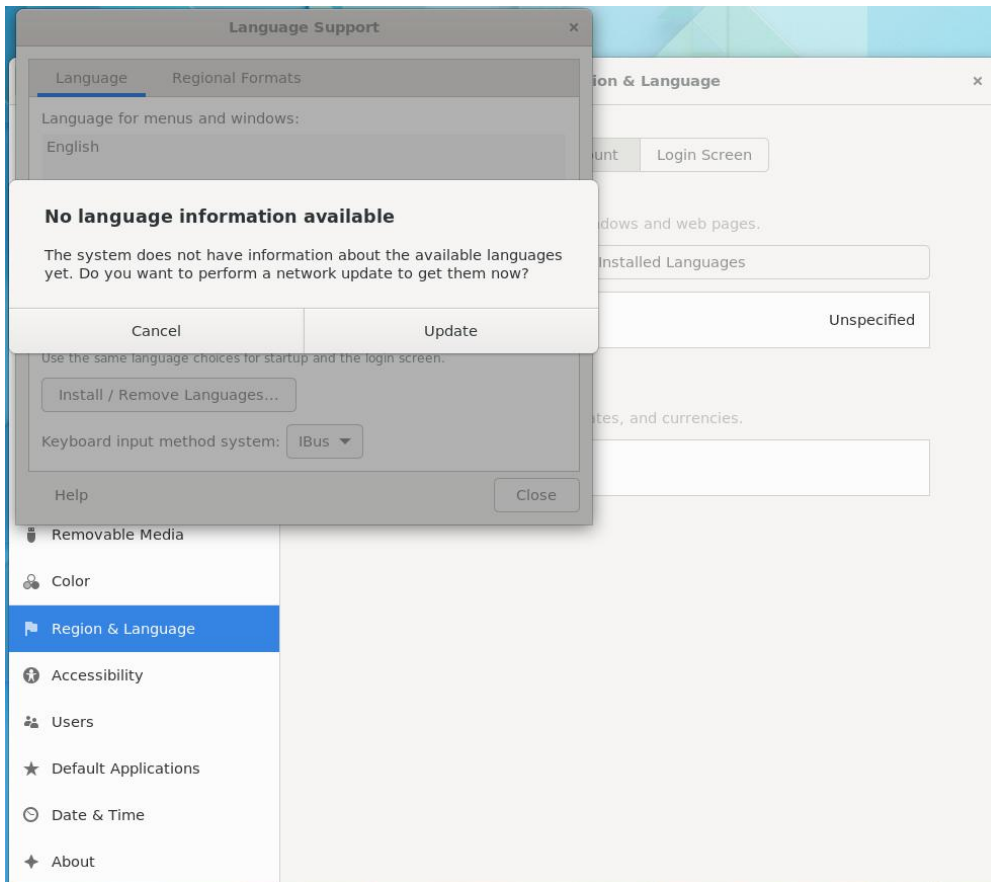 Language Support
Language
Regional Formats
Language for menus and windows:
English
No language information available
The system does not have information about the available languages
yet. Do you want to perform a network update to get them now?
Cancel
Update
Use the same language choices for startup and the login screen.
Install / Remove Languages...
Keyboard input method system:
IBus
Help
Close
& Language
Login Screen
and web pages.
Installed Languages
Unspecified
and currencies.
Removable Media
Color
Region & Language
Accessibility
Users
Default Applications
Date & Time
About